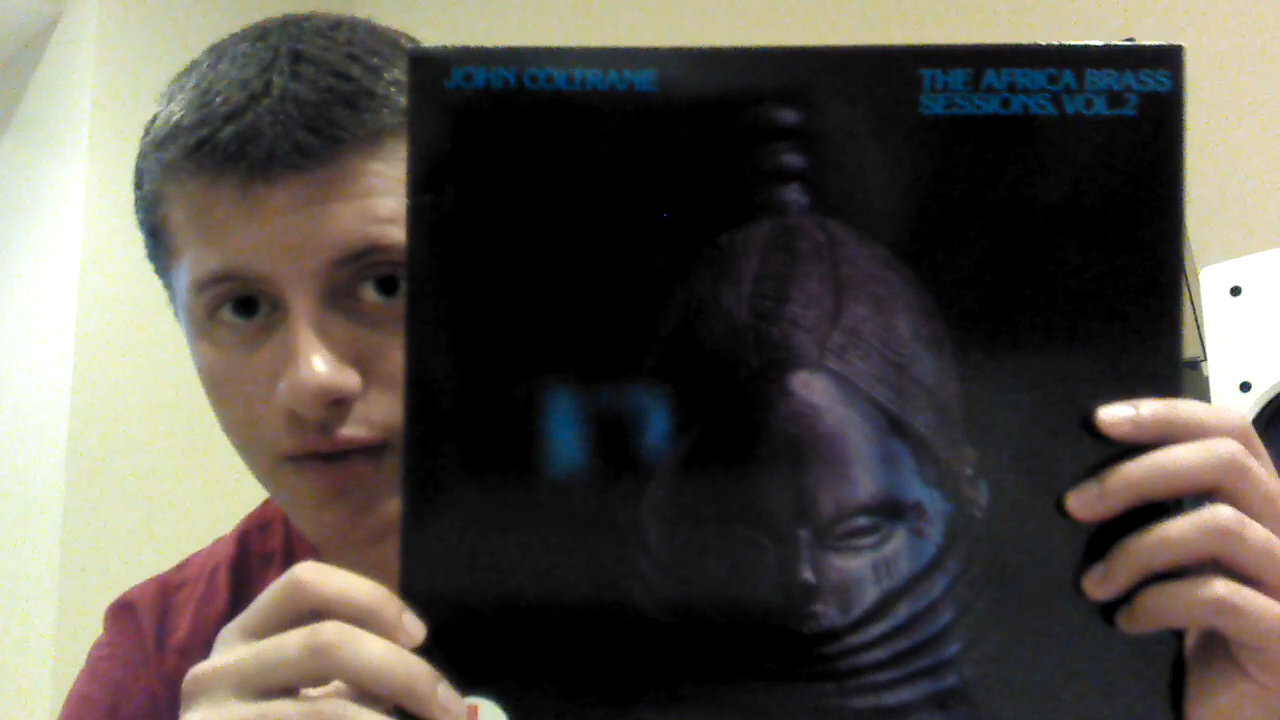 JOHN COLTRANE
THE AFRICA BRASS
SESSIONS, VOL. 2